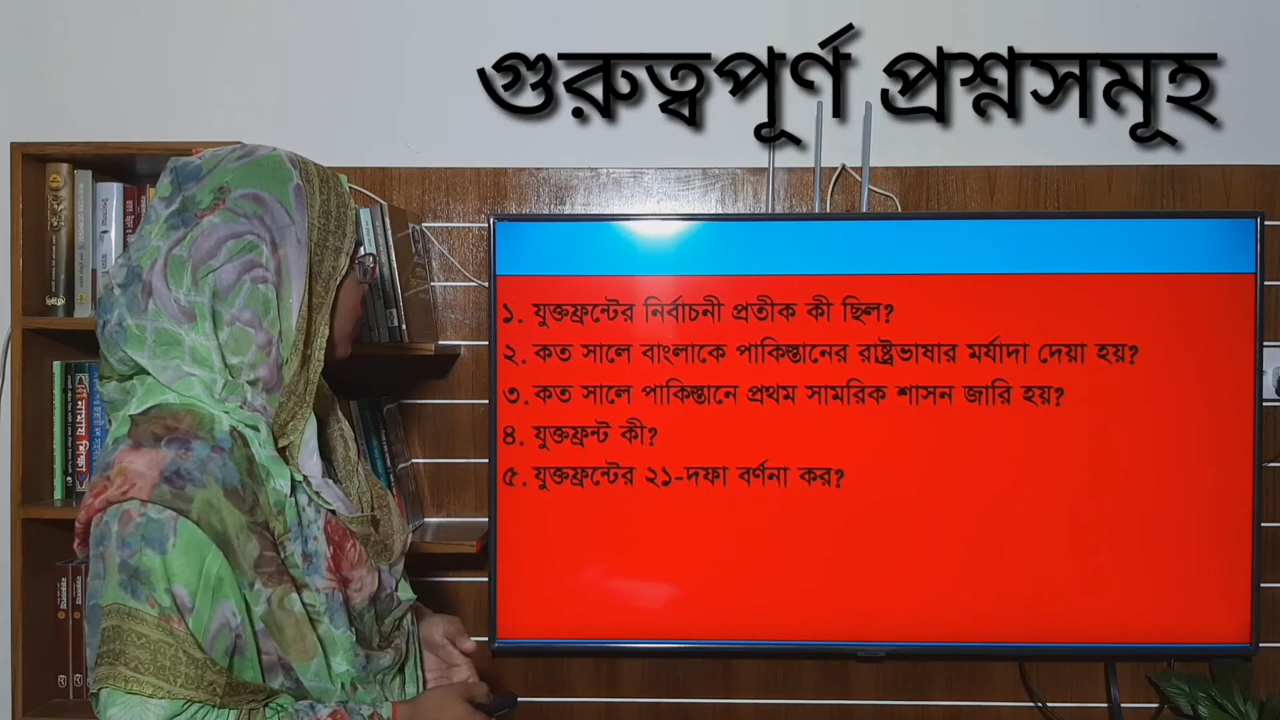 গুরুত্বপূর্ণ প্রশ্নসমূহ
১. যুক্তফ্রন্টের নির্বাচনী প্রতীক কী ছিল?
২. কত সালে বাংলাকে পাকিস্তানের রাষ্ট্রভাষার মর্যাদা দেয়া হয়?
৩. কত সালে পাকিস্তানে প্রথম সামরিক শাসন জারি হয়?
৪. যুক্তফ্রন্ট কী?
৫. যুক্তফ্রন্টের ২১-দফা বর্ণনা কর?